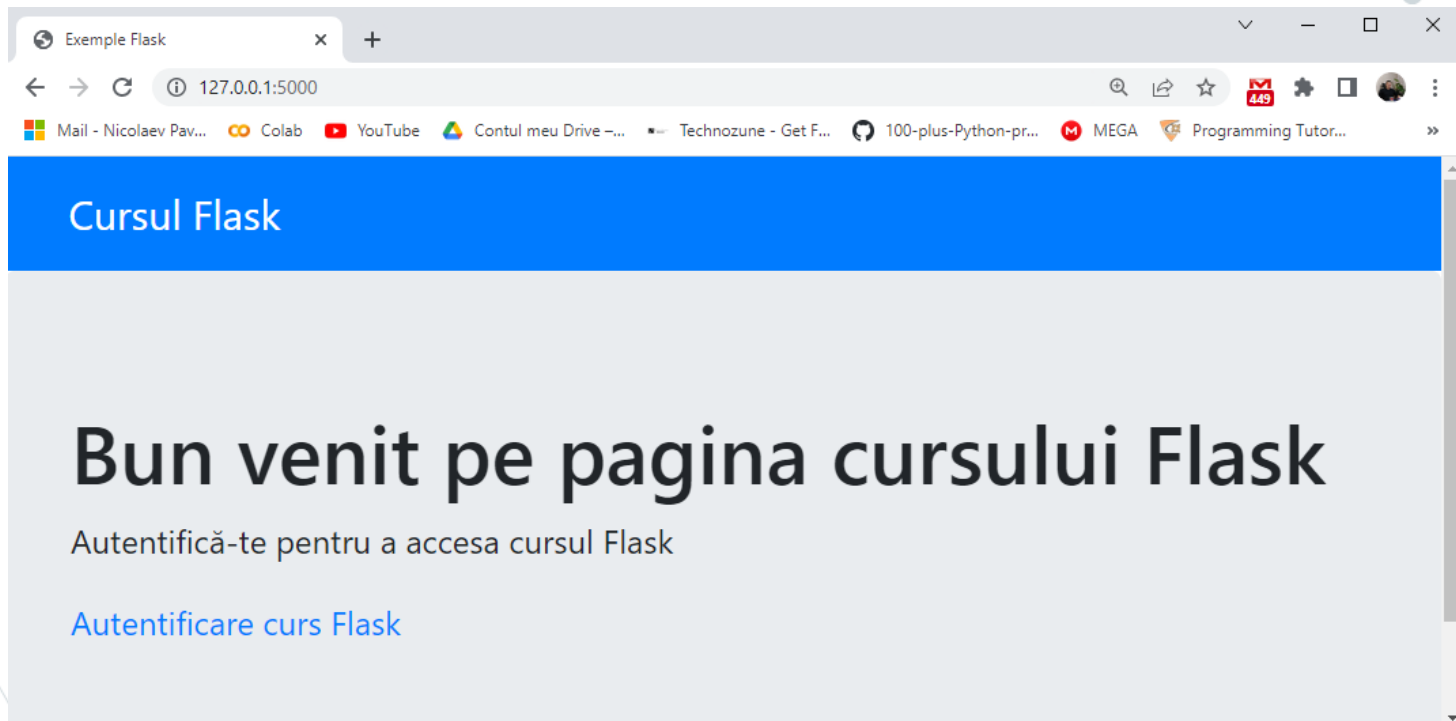 Exemple Flask
127.0.0.1:5000
449
Mail - Nicolaev Pav... Colab YouTube Contul meu Drive –... Technozune - Get F... 100-plus-Python-pr... MEGA Programming Tutor... »
Cursul Flask
Bun venit pe pagina cursului Flask
Autentifică-te pentru a accesa cursul Flask
Autentificare curs Flask